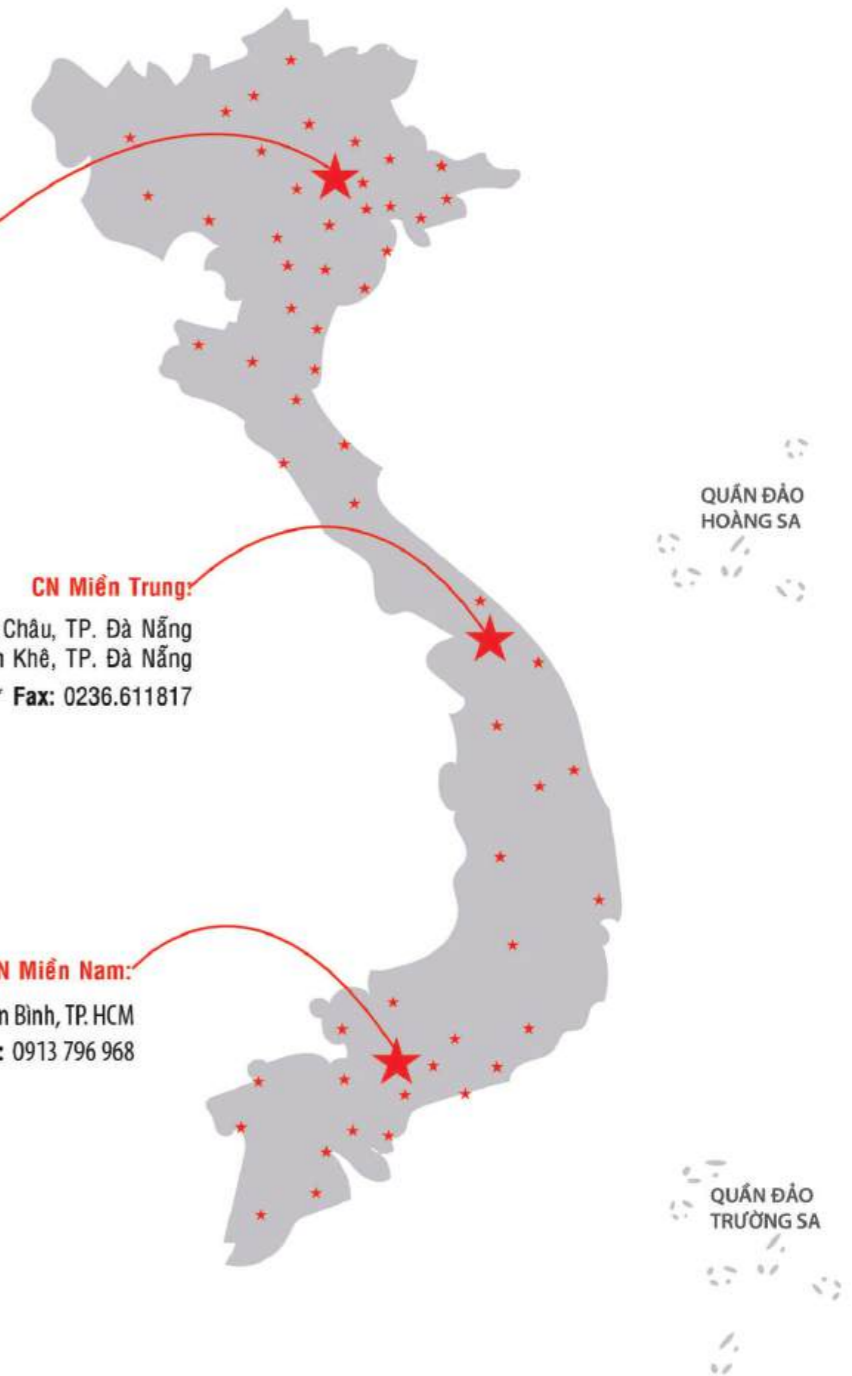 QUẦN ĐẢO
HOÀNG SA
CN Miền Trung:
Châu, TP. Đà Nẵng
Khê, TP. Đà Nẵng
Fax: 0236.611817
Miền Nam:
Bình, TP. HCM
: 0913 796 968
QUẦN ĐẢO
TRƯỜNG SA